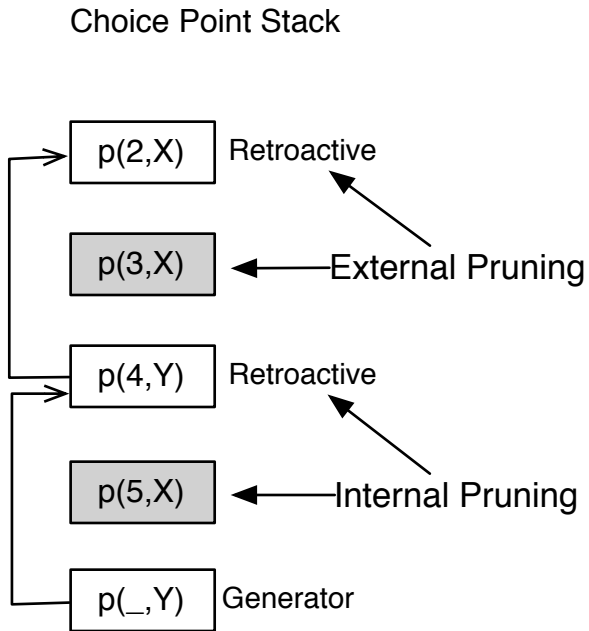 Choice Point Stack
p(2,X) Retroactive
p(3,X) External Pruning
p(4,Y) Retroactive
p(5,X) Internal Pruning
p(_,Y) Generator